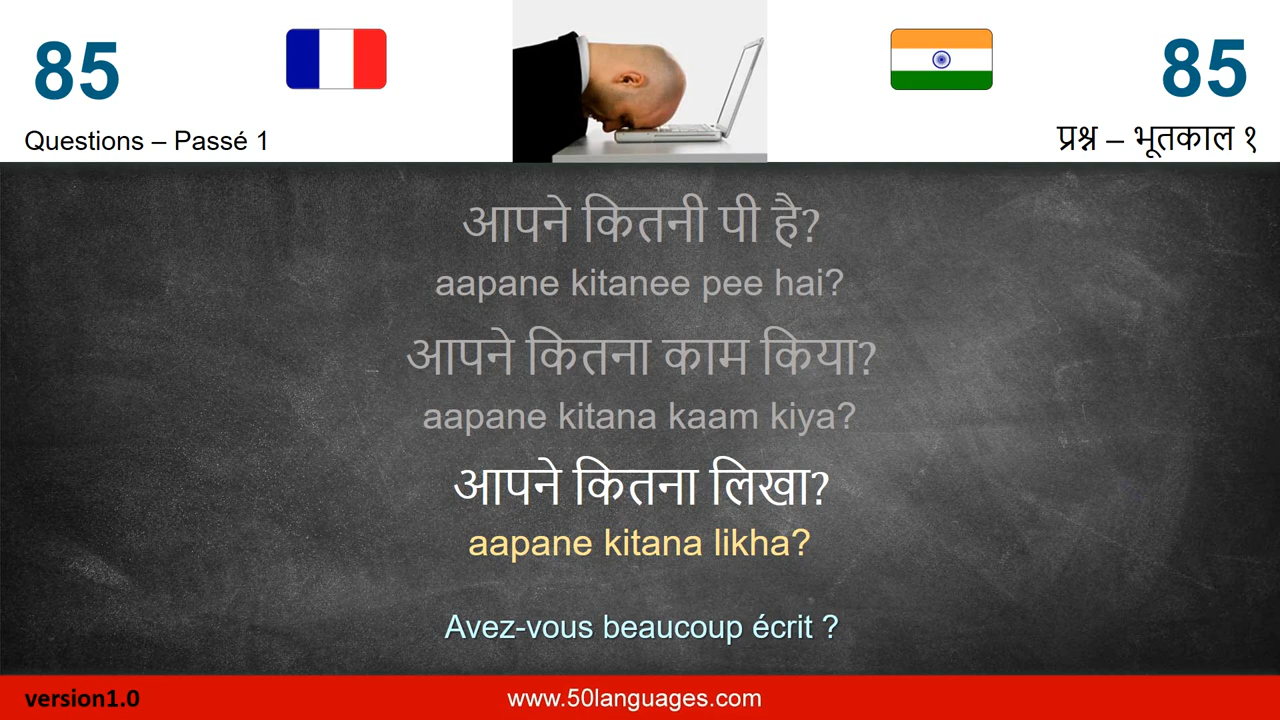 85
85
Questions – Passé 1
प्रश्न – भूतकाल १
आपने कितनी पी है?
aapane kitanee pee hai?
आपने कितना काम किया?
aapane kitana kaam kiya?
आपने कितना लिखा?
aapane kitana likha?
Avez-vous beaucoup écrit ?
version1.0
www.50languages.com